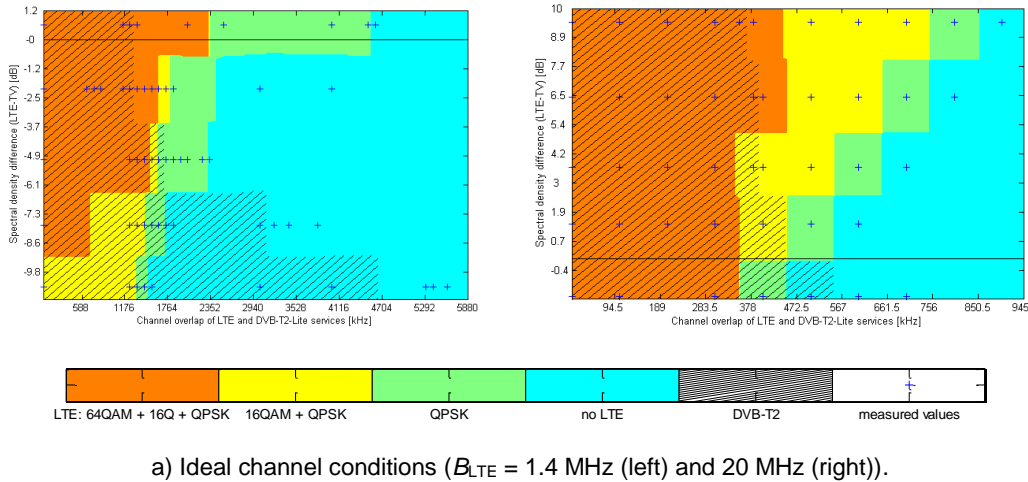 1.2
-0
-1.2
-2.5
-3.7
-4.9
-6.1
-7.3
-8.6
-9.8
Spectral density difference (LTE-TV) [dB]
588 1176 1764 2352 2940 3528 4116 4704 5292 5880
Channel overlap of LTE and DVB-T2-Lite services [kHz]
10
8.7
7.7
6.5
5.4
4.2
3
1.9
0.7
-0.4
Spectral density difference (LTE-TV) [dB]
94.5 189 283.5 378 472.5 567 661.5 756 850.5 945
Channel overlap of LTE and DVB-T2-Lite services [kHz]
LTE: 64QAM + 16Q + QPSK 16QAM + QPSK QPSK no LTE DVB-T2 measured values
a) Ideal channel conditions (BLTE = 1.4 MHz (left) and 20 MHz (right)).